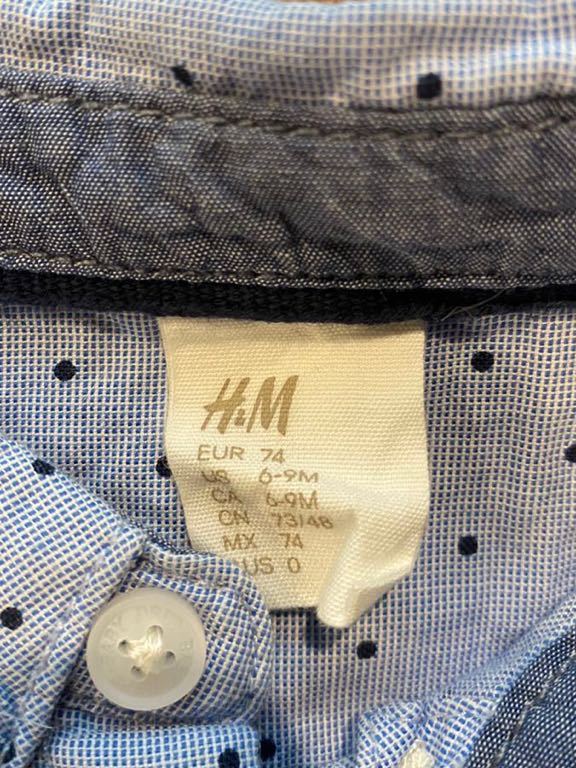 H&M
EUR 74
US 6-9M
CA 6-9M
CN 73/48
MX 74
AUS 0